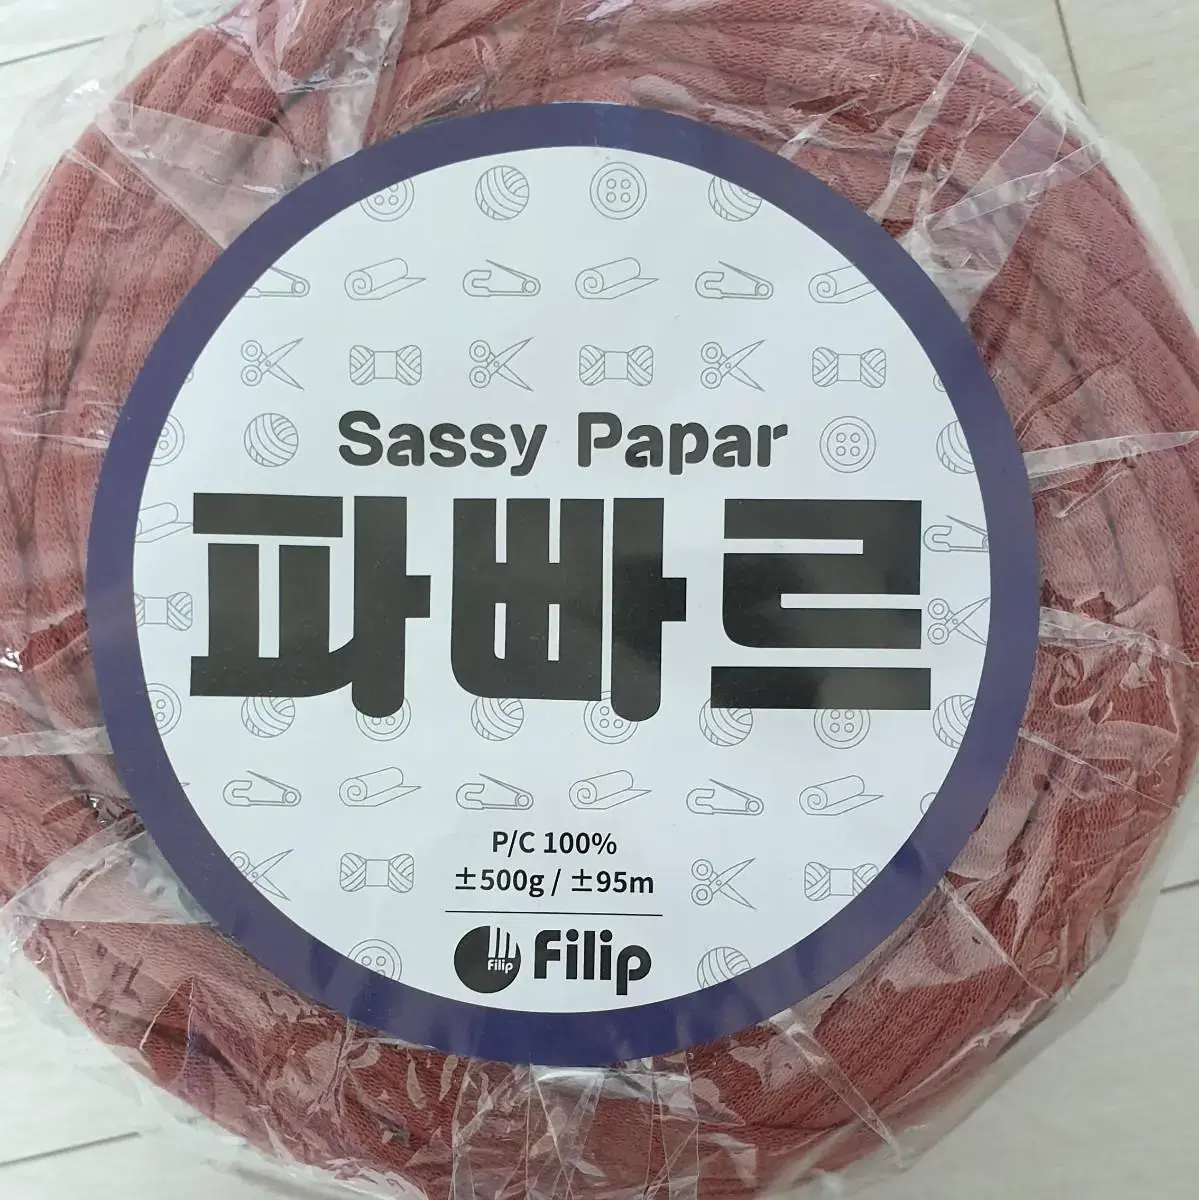 Sassy Papar
파빠르
P/C 100%
±500g / ±95m
Filip Filip